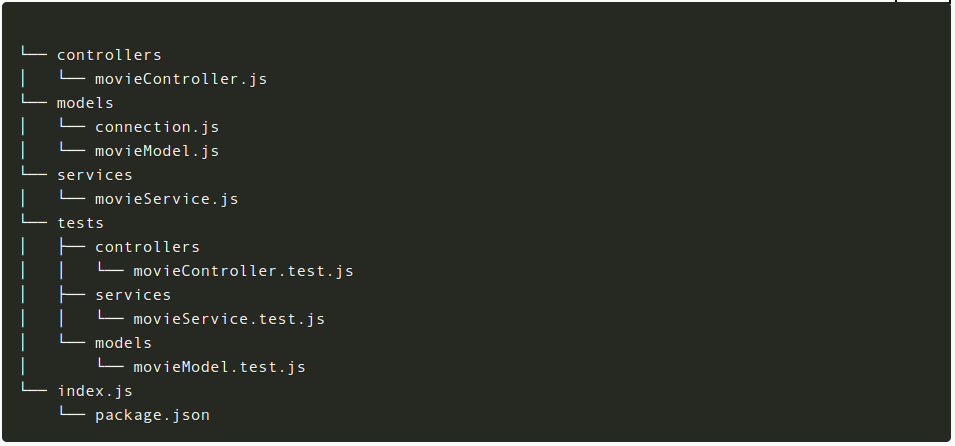 └── controllers
│   └── movieController.js
└── models
│   └── connection.js
│   └── movieModel.js
└── services
│   └── movieService.js
└── tests
│   ├── controllers
│   │   └── movieController.test.js
│   ├── services
│   │   └── movieService.test.js
│   └── models
│       └── movieModel.test.js
└── index.js
    └── package.json